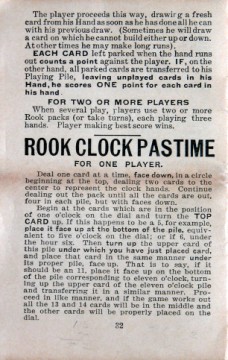 The player proceeds this way, drawing a fresh
card from his Hand as soon as he has done all he can
with his previous draw. (Sometimes he will draw
a card on which he cannot build either up or down.
At other times he may make long runs).
EACH CARD left parked when the hand runs
out counts a point against the player. IF, on
the other hand, all parked cards are transferred to his
Playing Pile, leaving unplayed cards in his
Hand, he scores ONE point for each card in
his hand.
FOR TWO OR MORE PLAYERS
When several play, players use two or more
Rook packs (or take turns), each playing three
hands. Player making best score wins.
ROOK CLOCK PASTIME
FOR ONE PLAYER.
Deal one card at a time, face down, in a circle
beginning at the top, dealing two cards to the
center to represent the clock hands. Continue
dealing out the pack until all the cards are out,
four in each pile, but with faces down.
Begin at the cards which are in the position
of one o'clock on the dial and turn the TOP
CARD up. If this happens to be a 5, for example,
place it face up at the bottom of the pile, equiv-
alent to five o'clock on the dial; or if 6, under
the hour six. Then turn up the upper card of
this pile under which you have just placed card,
and place that card in the same manner under
its proper pile, face up. That is to say, if it
should be an 11, place it face up on the bottom
of the pile corresponding to eleven o'clock, turn-
ing up the upper card of the eleven o'clock pile
and transferring it in a similar manner. Pro-
ceed in like manner, and if the game works out
all the 13 and 14 cards will be in the middle and
the other cards will be properly placed on the
dial.
32